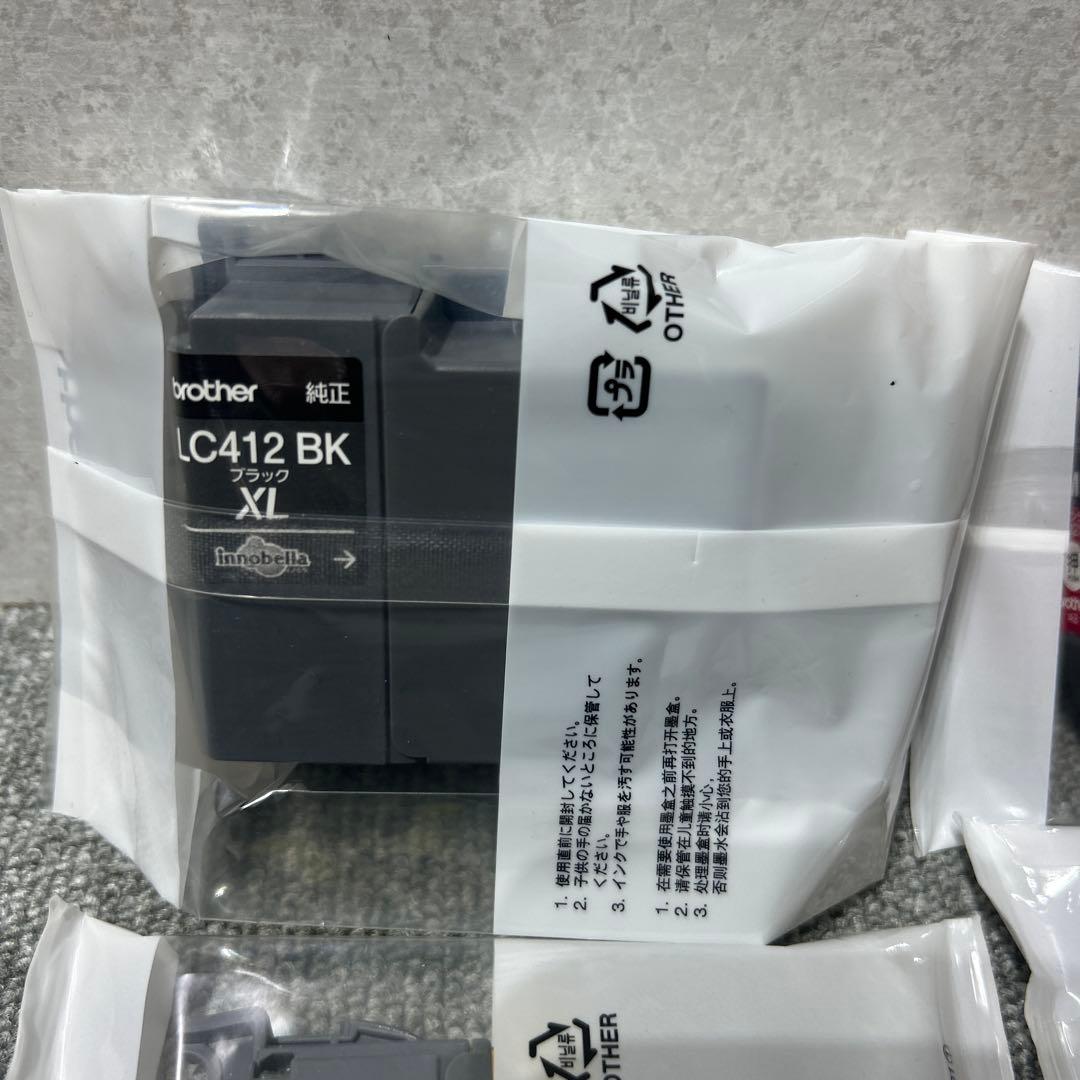 brother 純正
LC412 BK
ブラック
XL
innobella →
비닐류
OTHER
プラ
1. 使用直前に開封してください。
2. 子供の手の届かないところに保管して
ください。
3. インクで手や服を汚す可能性があります。
1. 在需要使用墨盒之前再打开墨盒。
2. 请保管在儿童触摸不到的地方。
3. 处理墨盒时请小心，
否则墨水会沾到您的手上或衣服上。
비닐류
OTHER